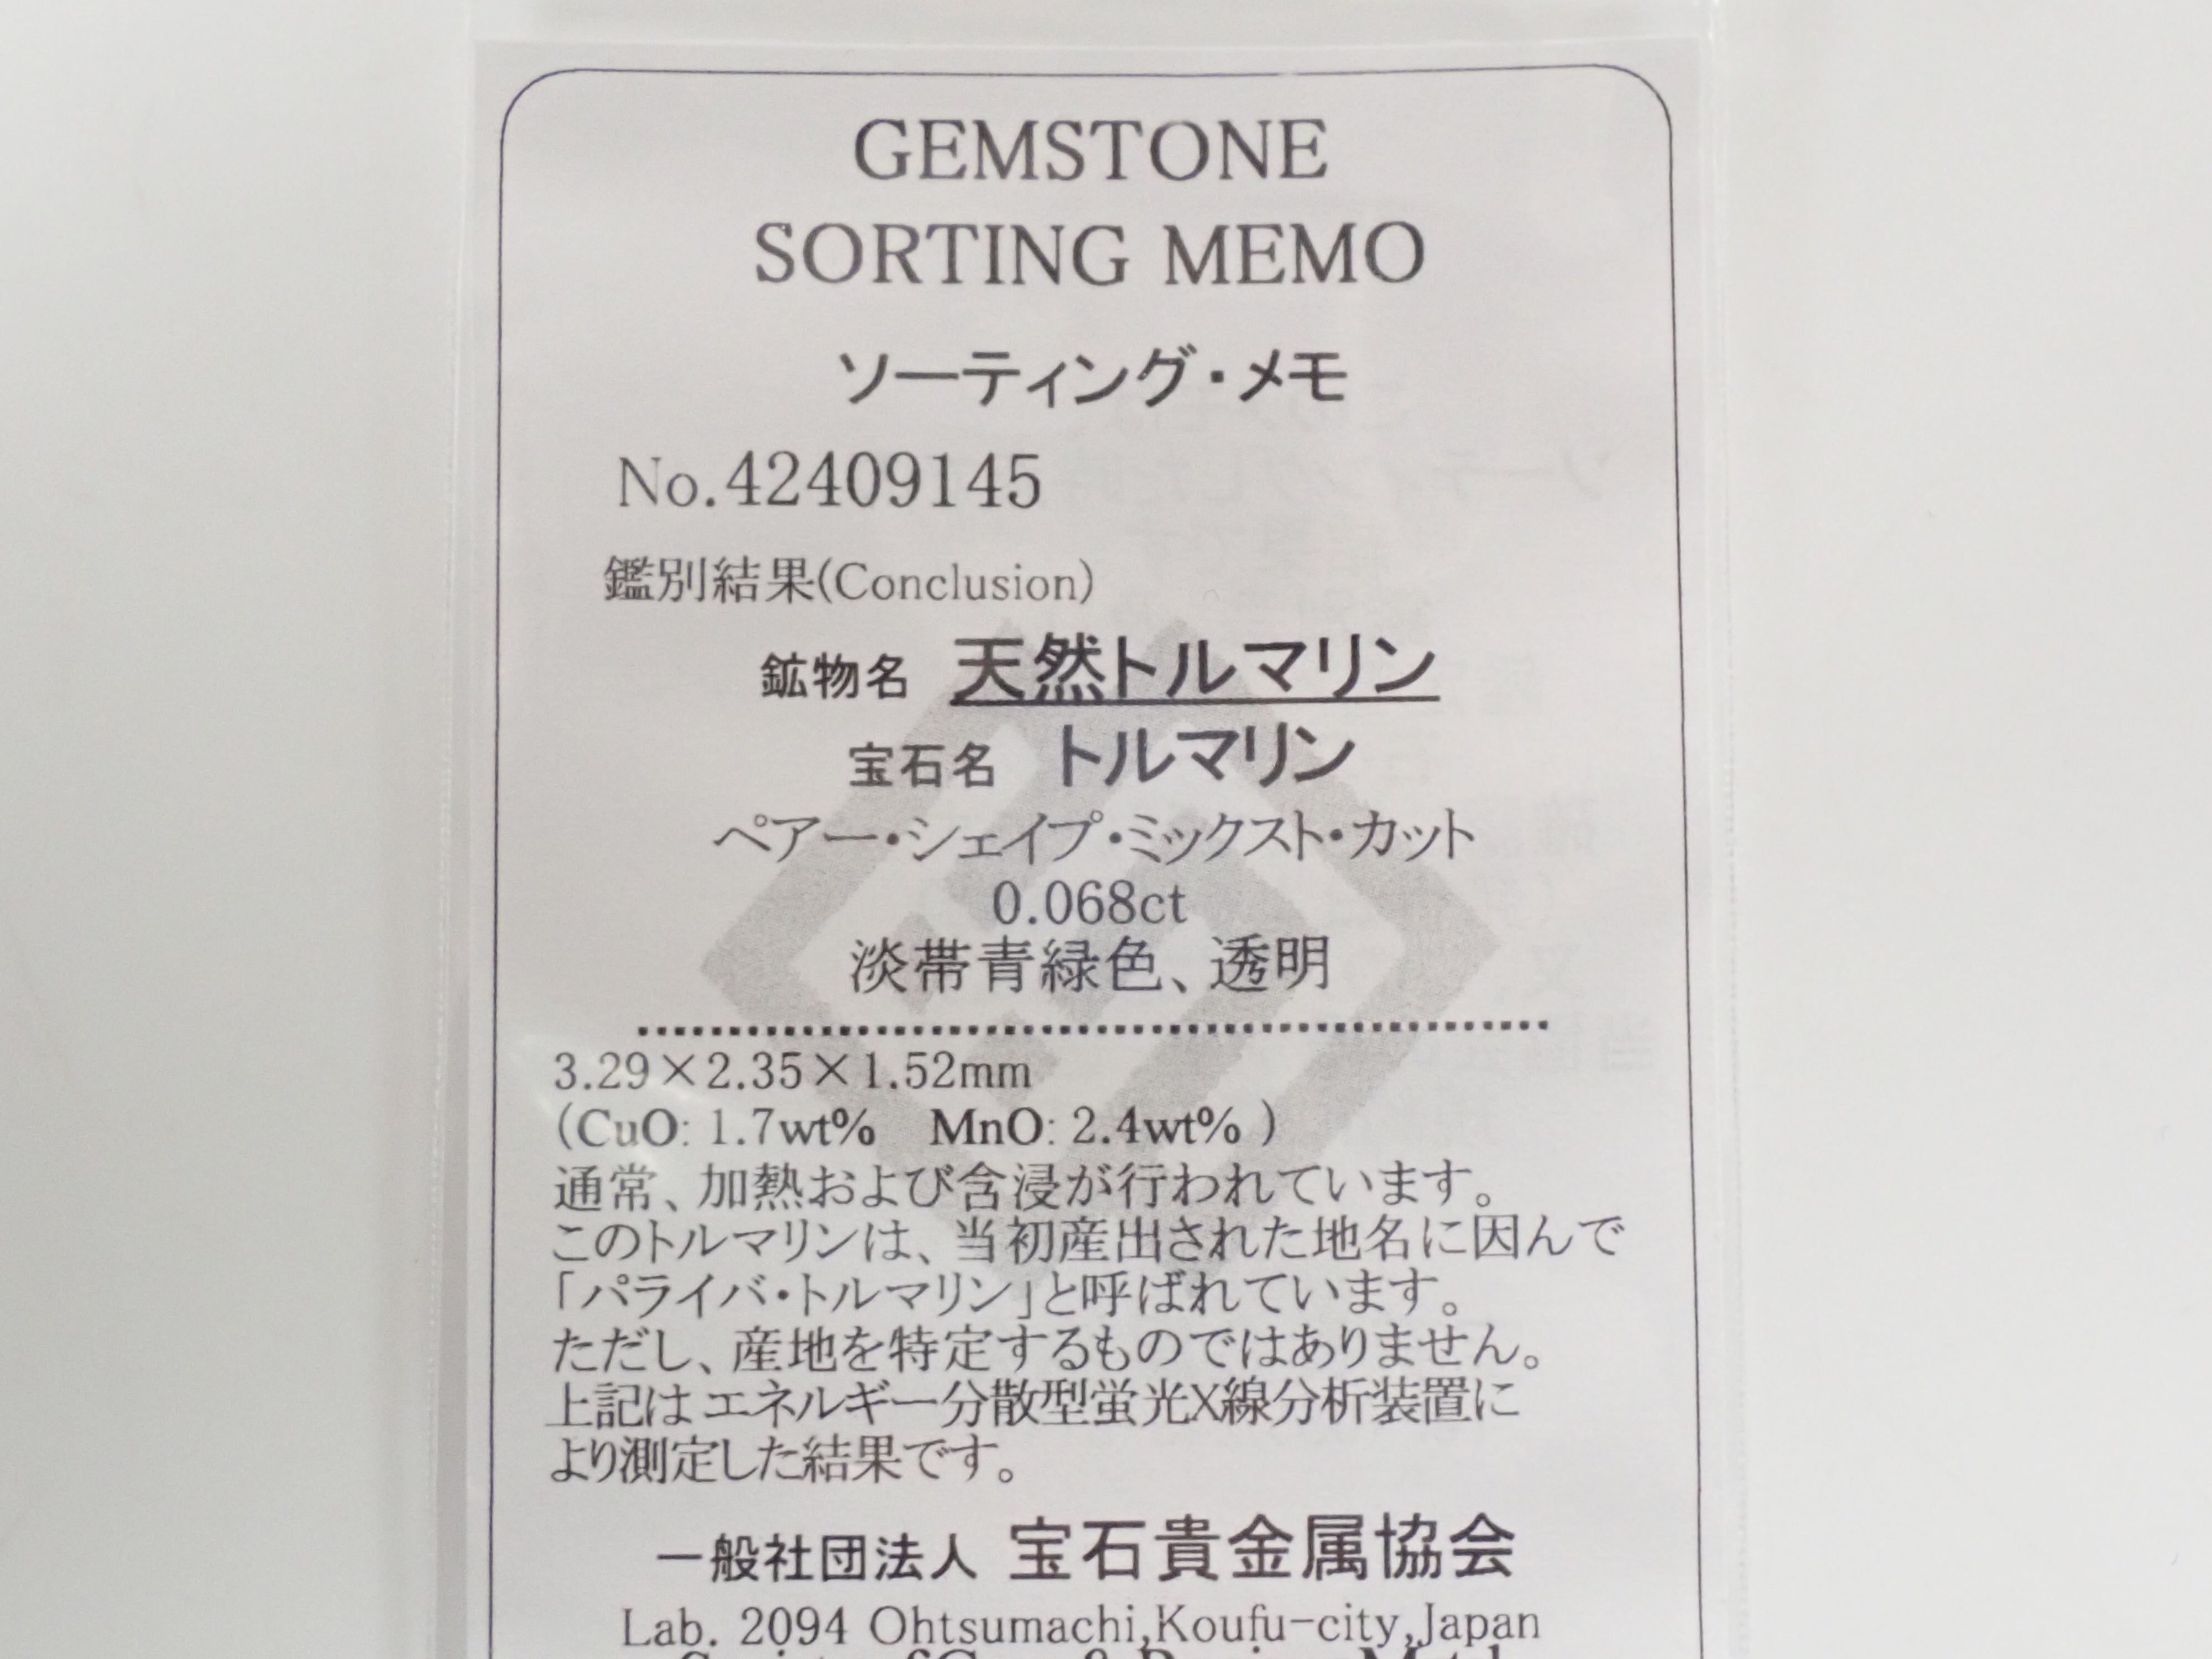 GEMSTONE
SORTING MEMO
ソーティング・メモ
No.42409145
鑑別結果(Conclusion)
鉱物名 天然トルマリン
宝石名 トルマリン
ペアー・シェイプ・ミックスト・カット
0.068ct
淡帯青緑色、透明
3.29×2.35×1.52mm
(CuO: 1.7wt% MnO: 2.4wt% )
通常、加熱および含浸が行われています。
このトルマリンは、当初産出された地名に因んで
「パライバ・トルマリン」と呼ばれています。
ただし、産地を特定するものではありません。
上記はエネルギー分散型蛍光X線分析装置に
より測定した結果です。
一般社団法人 宝石貴金属協会
Lab. 2094 Ohtsumachi,Koufu-city,Japan